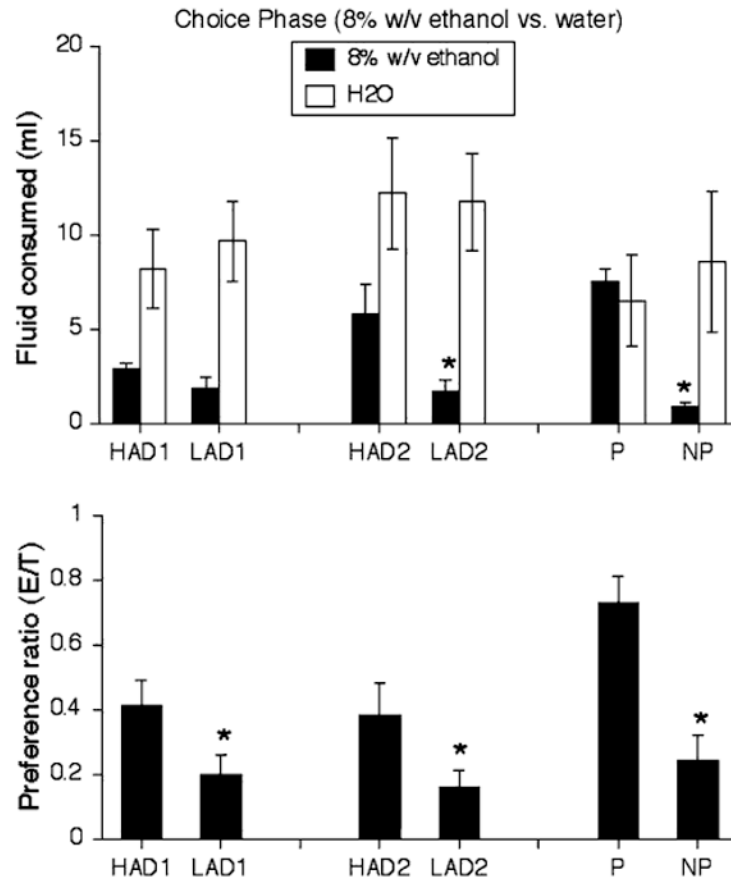 Choice Phase (8% w/v ethanol vs. water)
8% w/v ethanol
H2O
Fluid consumed (ml)
20
15
10
5
0
*
*
HAD1 LAD1 HAD2 LAD2 P NP
Preference ratio (E/T)
1
0.8
0.6
0.4
0.2
0
*
*
*
HAD1 LAD1 HAD2 LAD2 P NP